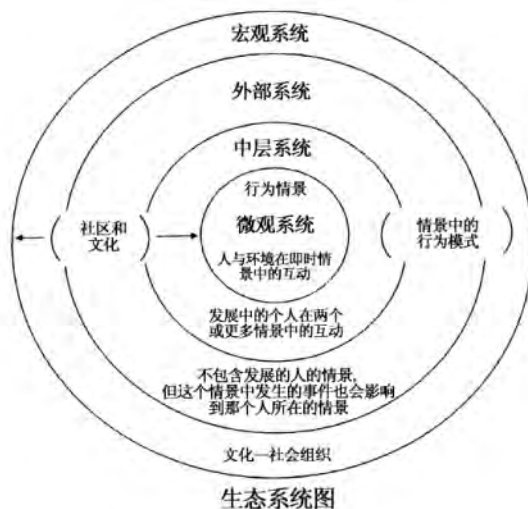 宏观系统
外部系统
中层系统
行为情景
微观系统
人与环境在即时情
景中的互动
社区和
文化
情景中的
行为模式
发展中的个人在两个
或更多情景中的互动
不包含发展的人的情景,
但这个情景中发生的事件也会影响
到那个人所在的情景
文化—社会组织
生态系统图